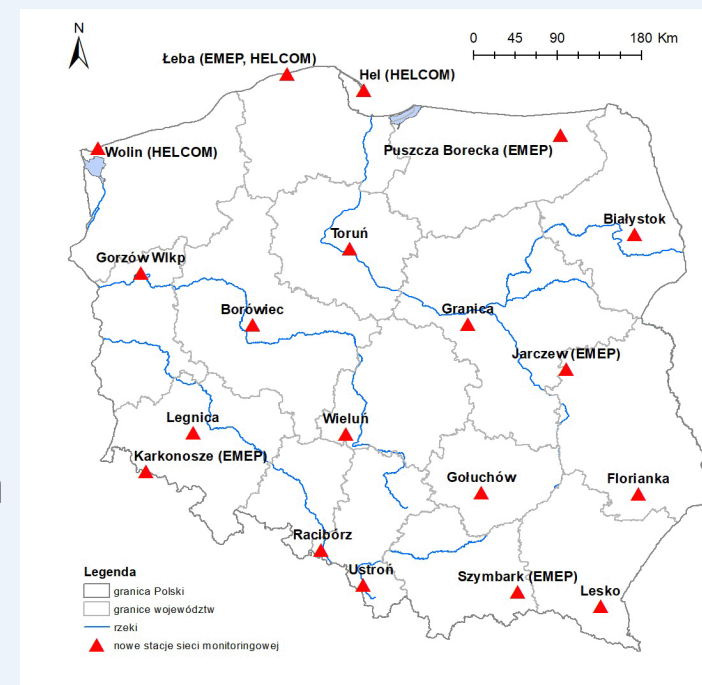 N
0 45 90 180 Km
Łeba (EMEP, HELCOM)
Hel (HELCOM)
Wolin (HELCOM)
Puszcza Borecka (EMEP)
Białystok
Toruń
Gorzów Wlkp
Borówiec
Granica
Jarczew (EMEP)
Legnica
Wieluń
Karkonosze (EMEP)
Gołuchów
Florianka
Racibórz
Ustroń
Szymbark (EMEP)
Lesko
Legenda
granica Polski
granice województw
rzeki
nowe stacje sieci monitoringowej